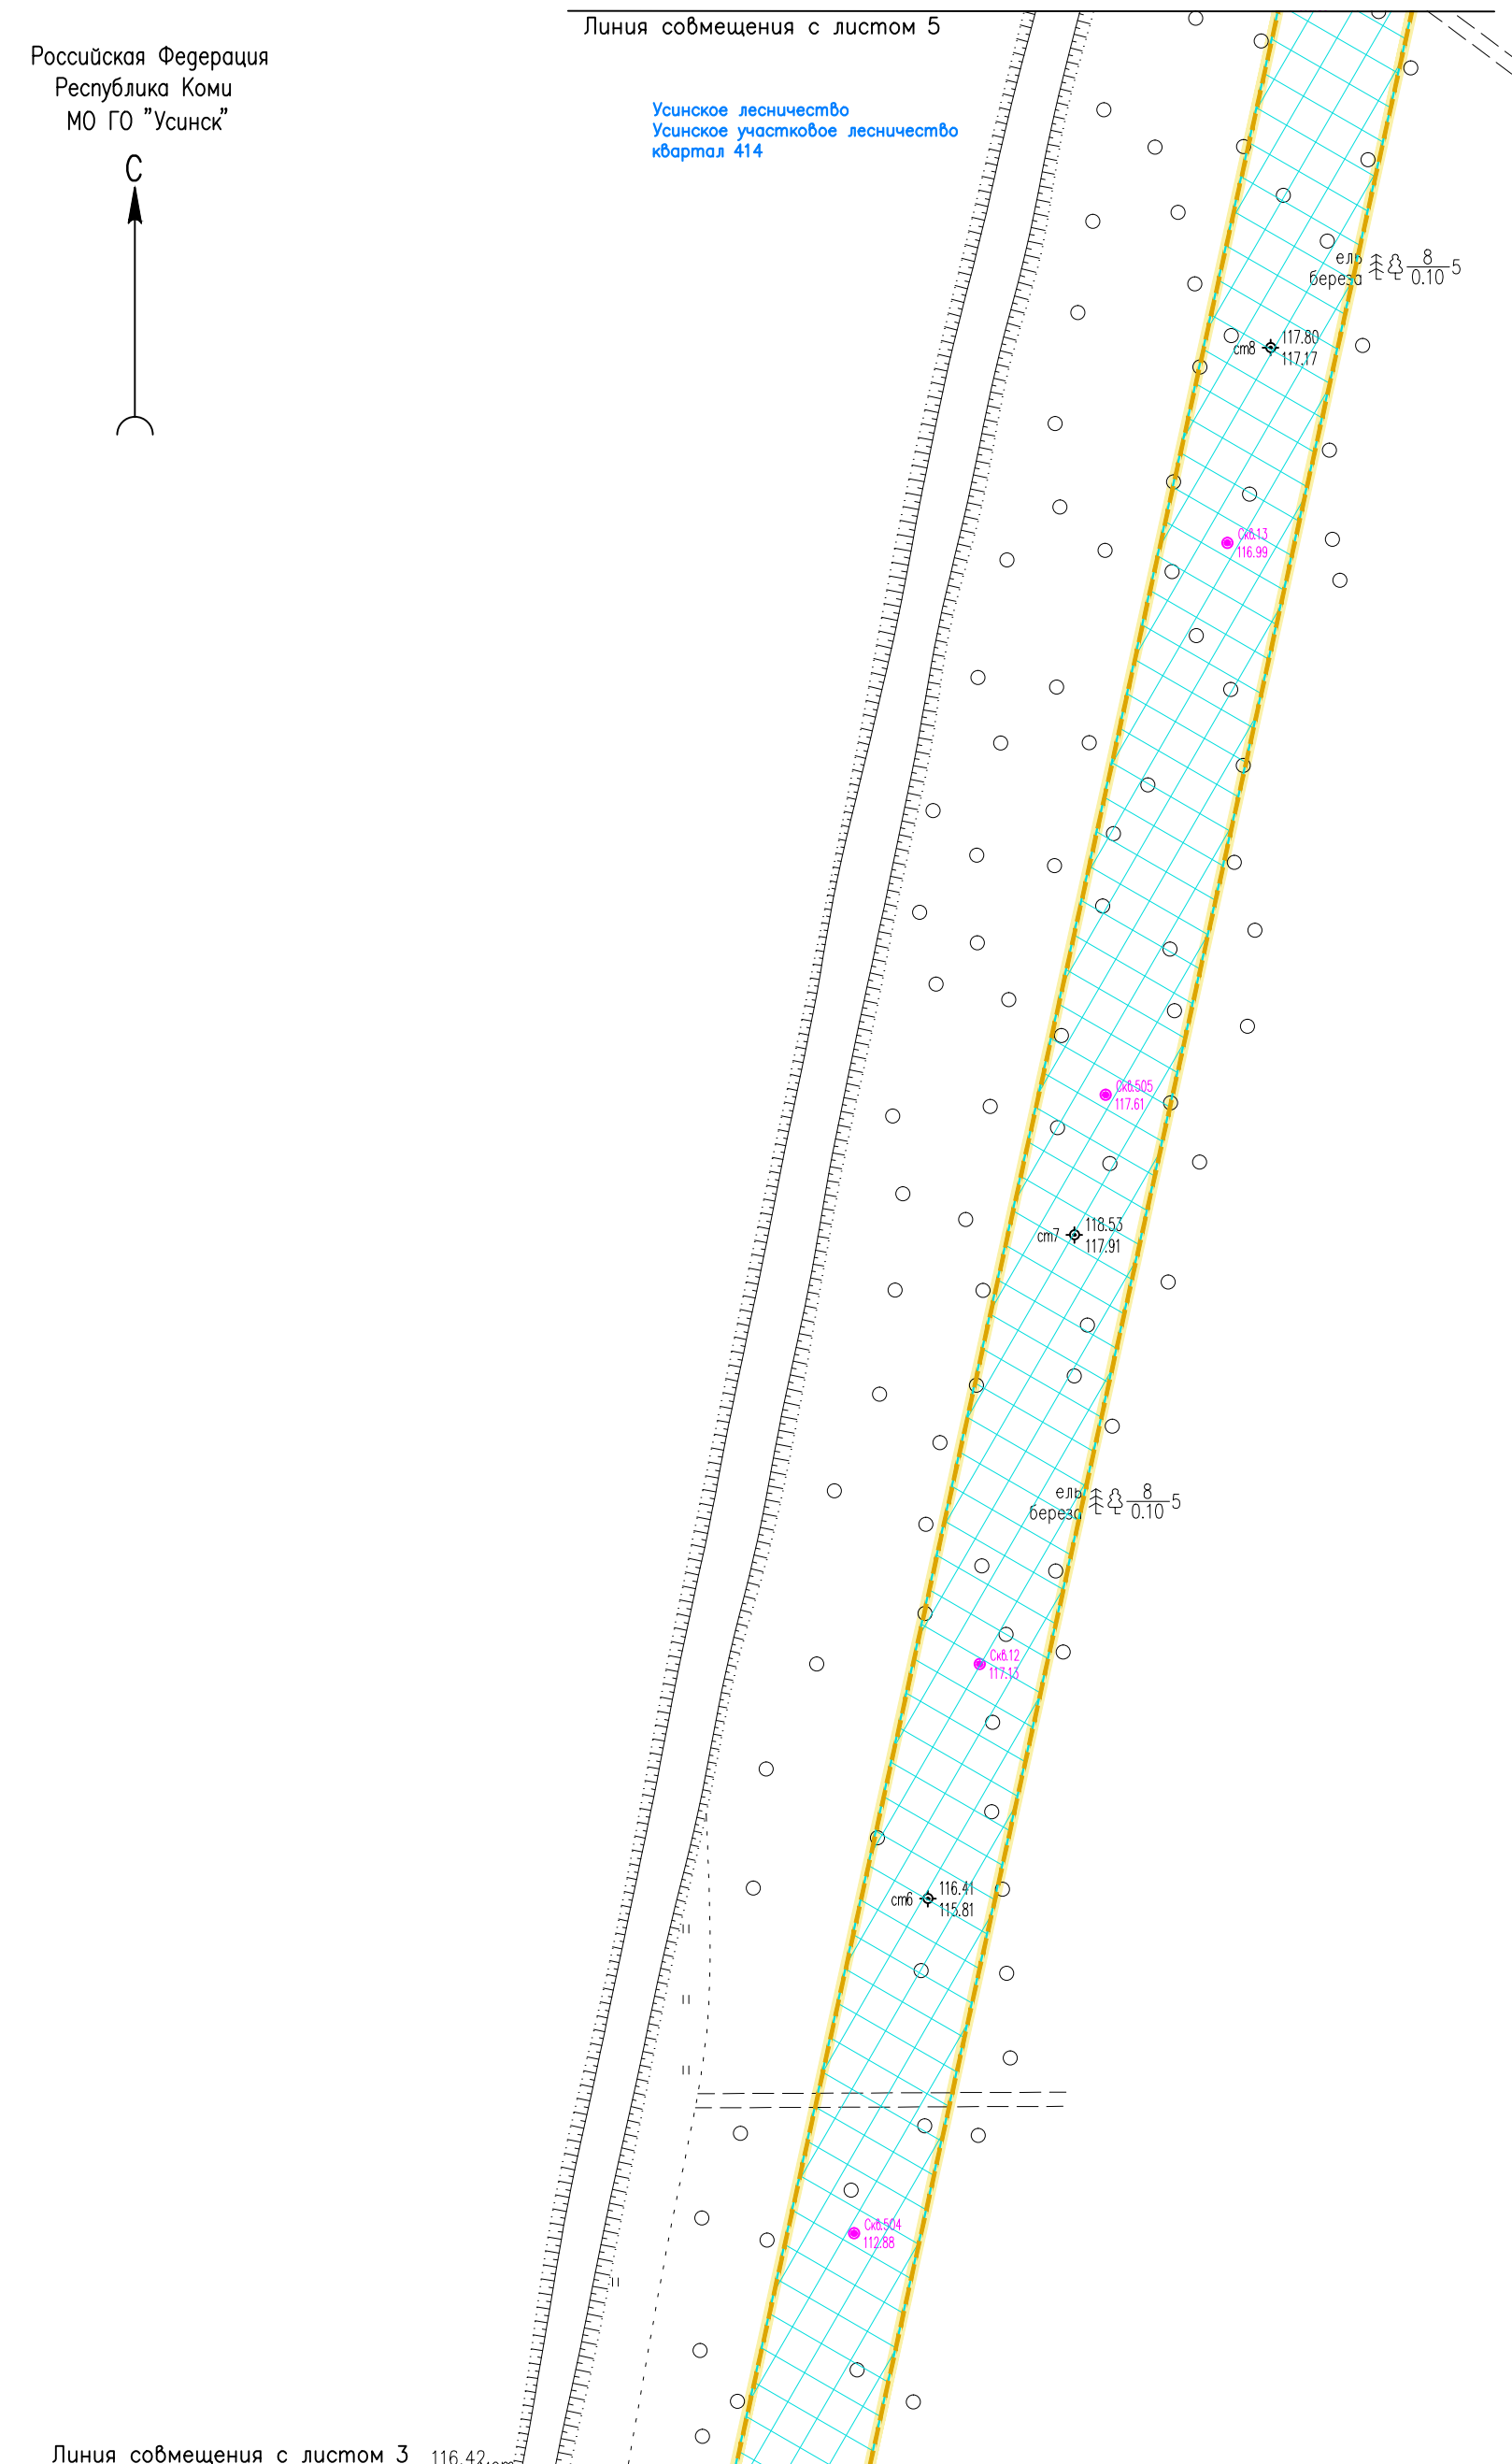 Линия совмещения с листом 5
Российская Федерация
Республика Коми
МО ГО "Усинск"
С
Усинское лесничество
Усинское участковое лесничество
квартал 414
ель 8
береза 0.10 5
117.80
ст8
117.17
Скв.13
116.99
Скв.505
117.61
118.53
ст7
117.91
ель 8
береза 0.10 5
Скв.12
117.13
116.41
ст6
115.81
Скв.504
112.88
Линия совмещения с листом 3
116.42